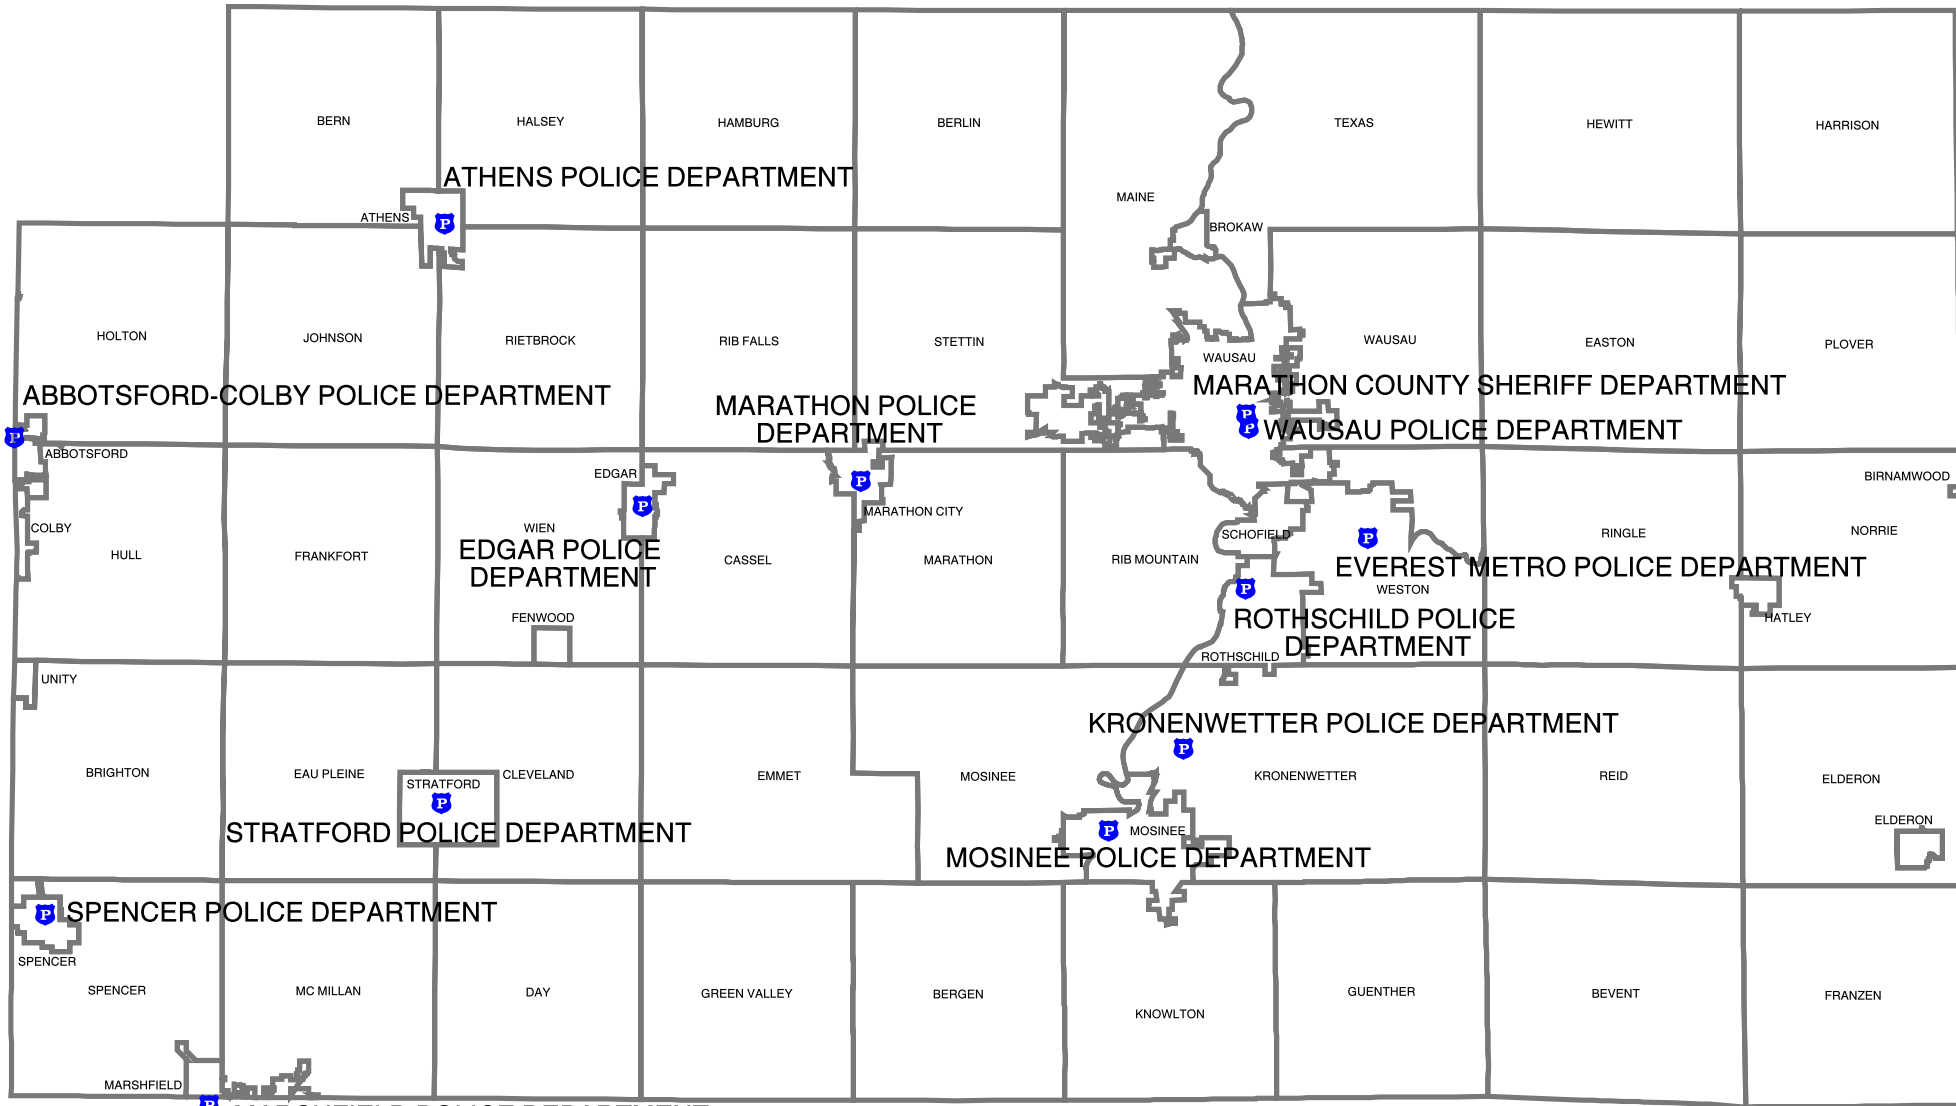 BERN
HALSEY
HAMBURG
BERLIN
TEXAS
HEWITT
HARRISON
ATHENS POLICE DEPARTMENT
MAINE
ATHENS
P
BROKAW
HOLTON
JOHNSON
RIETBROCK
RIB FALLS
STETTIN
WAUSAU
WAUSAU
EASTON
PLOVER
ABBOTSFORD-COLBY POLICE DEPARTMENT
MARATHON POLICE
DEPARTMENT
MARATHON COUNTY SHERIFF DEPARTMENT
P
P
WAUSAU POLICE DEPARTMENT
P
ABBOTSFORD
EDGAR
P
P
MARATHON CITY
BIRNAMWOOD
COLBY
HULL
FRANKFORT
WIEN
EDGAR POLICE
DEPARTMENT
CASSEL
MARATHON
RIB MOUNTAIN
SCHOFIELD
P
RINGLE
NORRIE
EVEREST METRO POLICE DEPARTMENT
WESTON
P
ROTHSCHILD POLICE
DEPARTMENT
HATLEY
FENWOOD
ROTHSCHILD
UNITY
KRONENWETTER POLICE DEPARTMENT
P
BRIGHTON
EAU PLEINE
STRATFORD
P
CLEVELAND
EMMET
MOSINEE
KRONENWETTER
REID
ELDERON
STRATFORD POLICE DEPARTMENT
P
MOSINEE
MOSINEE POLICE DEPARTMENT
ELDERON
P
SPENCER POLICE DEPARTMENT
SPENCER
SPENCER
MC MILLAN
DAY
GREEN VALLEY
BERGEN
KNOWLTON
GUENTHER
BEVENT
FRANZEN
MARSHFIELD
P
MARSHFIELD POLICE DEPARTMENT